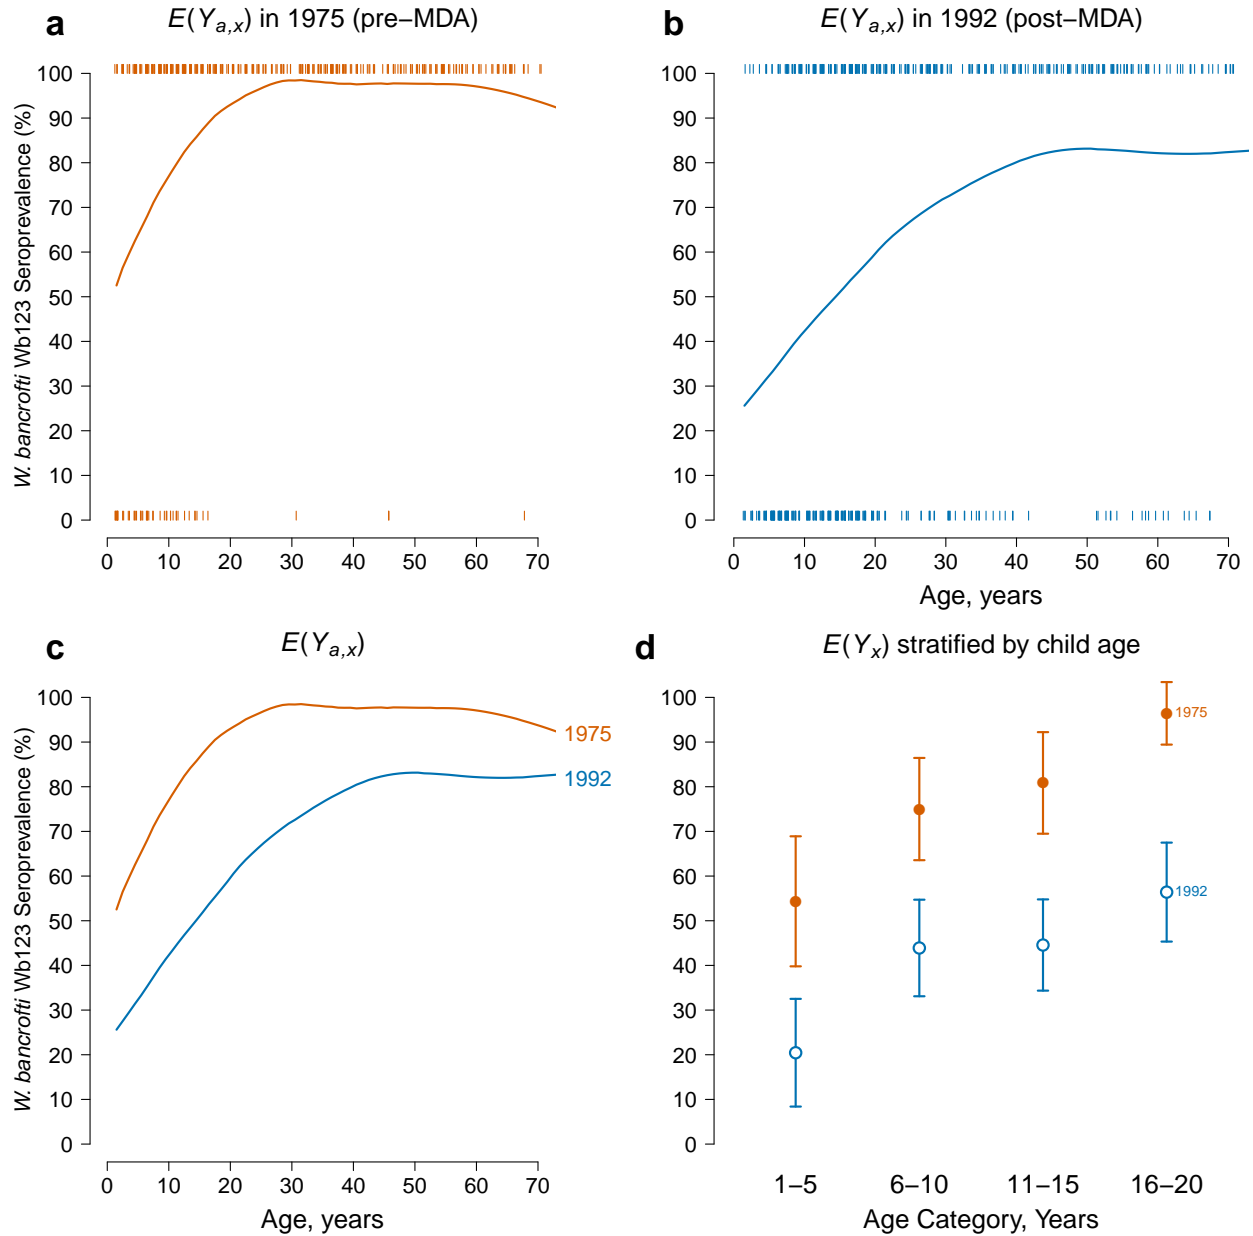 a
E(Yₐ,ₓ) in 1975 (pre−MDA)
W. bancrofti Wb123 Seroprevalence (%)
100
90
80
70
60
50
40
30
20
10
0
0 10 20 30 40 50 60 70
b
E(Yₐ,ₓ) in 1992 (post−MDA)
100
90
80
70
60
50
40
30
20
10
0
0 10 20 30 40 50 60 70
Age, years
c
E(Yₐ,ₓ)
W. bancrofti Wb123 Seroprevalence (%)
100
90
80
70
60
50
40
30
20
10
0
1975
1992
0 10 20 30 40 50 60 70
Age, years
d
E(Yₓ) stratified by child age
100
90
80
70
60
50
40
30
20
10
0
1975
1992
1−5 6−10 11−15 16−20
Age Category, Years